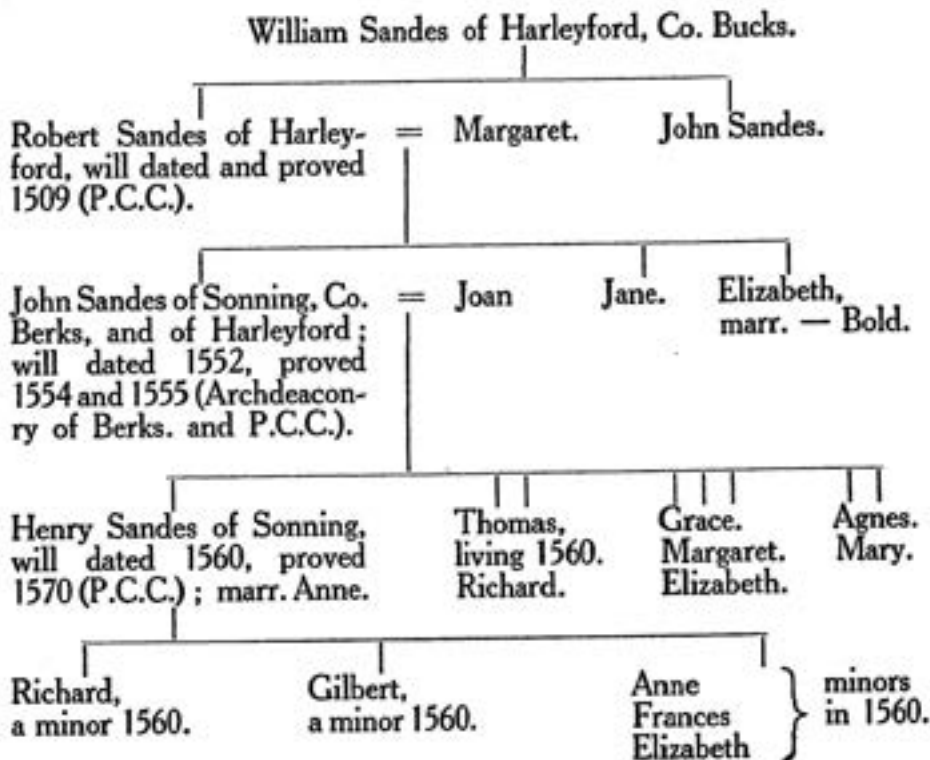 William Sandes of Harleyford, Co. Bucks.
Robert Sandes of Harley-
ford, will dated and proved
1509 (P.C.C.).
= Margaret.
John Sandes.
John Sandes of Sonning, Co.
Berks, and of Harleyford ;
will dated 1552, proved
1554 and 1555 (Archdeacon-
ry of Berks. and P.C.C.).
= Joan
Jane.
Elizabeth,
marr. — Bold.
Henry Sandes of Sonning,
will dated 1560, proved
1570 (P.C.C.) ; marr. Anne.
Thomas,
living 1560.
Richard.
Grace.
Margaret.
Elizabeth.
Agnes.
Mary.
Richard,
a minor 1560.
Gilbert,
a minor 1560.
Anne
Frances
Elizabeth
minors
in 1560.